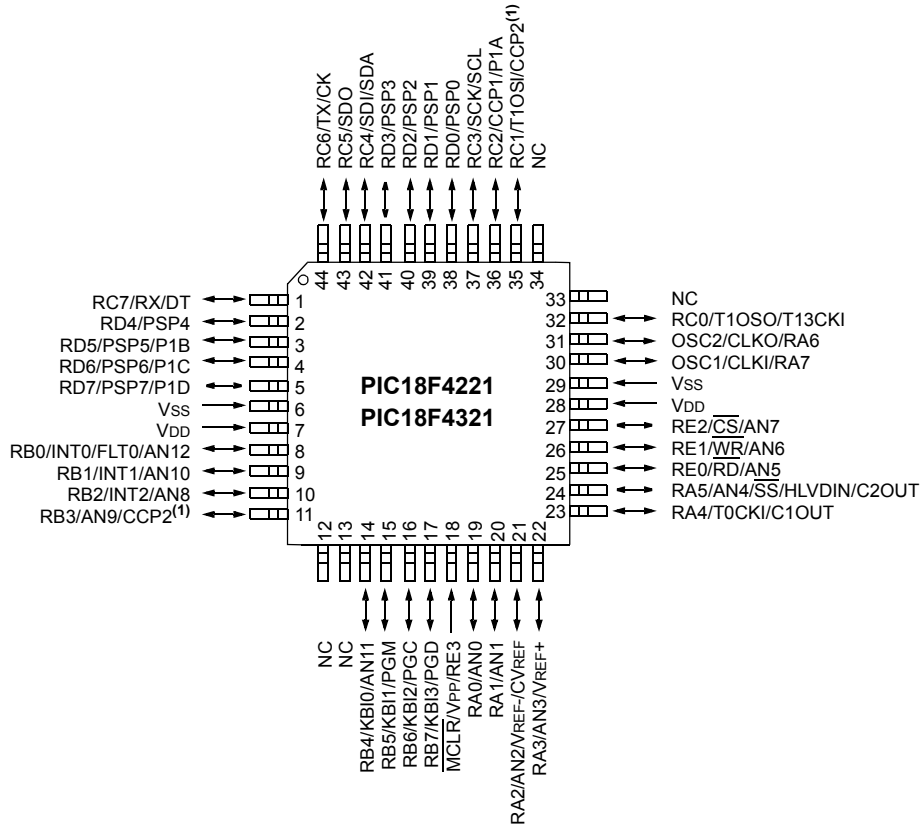 RC6/TX/CK
RC5/SDO
RC4/SDI/SDA
RD3/PSP3
RD2/PSP2
RD1/PSP1
RD0/PSP0
RC3/SCK/SCL
RC2/CCP1/P1A
RC1/T1OSI/CCP2(1)
NC
44
43
42
41
40
39
38
37
36
35
34
RC7/RX/DT
RD4/PSP4
RD5/PSP5/P1B
RD6/PSP6/P1C
RD7/PSP7/P1D
VSS
VDD
RB0/INT0/FLT0/AN12
RB1/INT1/AN10
RB2/INT2/AN8
RB3/AN9/CCP2(1)
1
2
3
4
5
6
7
8
9
10
11
PIC18F4221
PIC18F4321
33
32
31
30
29
28
27
26
25
24
23
NC
RC0/T1OSO/T13CKI
OSC2/CLKO/RA6
OSC1/CLKI/RA7
VSS
VDD
RE2/CS/AN7
RE1/WR/AN6
RE0/RD/AN5
RA5/AN4/SS/HLVDIN/C2OUT
RA4/T0CKI/C1OUT
12
13
14
15
16
17
18
19
20
21
22
NC
NC
RB4/KBI0/AN11
RB5/KBI1/PGM
RB6/KBI2/PGC
RB7/KBI3/PGD
MCLR/VPP/RE3
RA0/AN0
RA1/AN1
RA2/AN2/VREF-/CVREF
RA3/AN3/VREF+